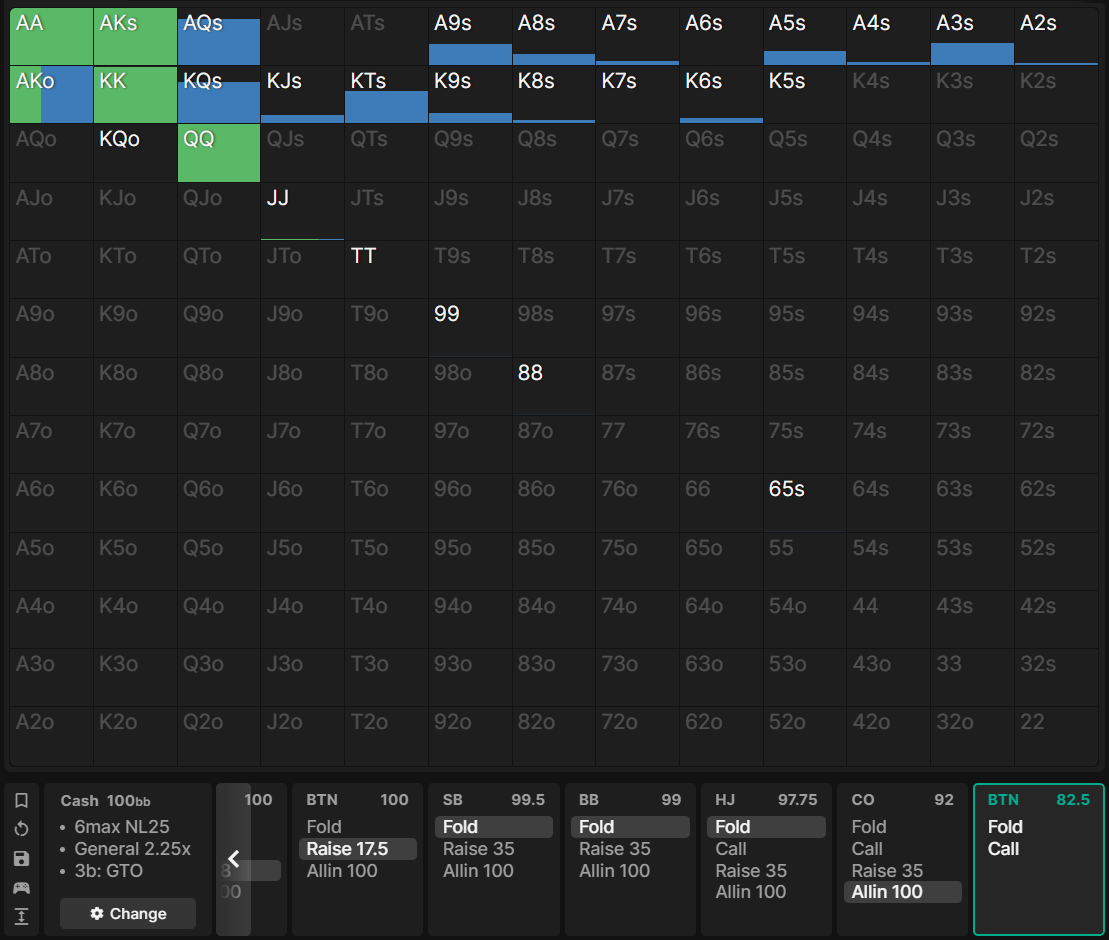 AA AKs AQs AJs ATs A9s A8s A7s A6s A5s A4s A3s A2s
AKo KK KQs KJs KTs K9s K8s K7s K6s K5s K4s K3s K2s
AQo KQo QQ QJs QTs Q9s Q8s Q7s Q6s Q5s Q4s Q3s Q2s
AJo KJo QJo JJ JTs J9s J8s J7s J6s J5s J4s J3s J2s
ATo KTo QTo JTo TT T9s T8s T7s T6s T5s T4s T3s T2s
A9o K9o Q9o J9o T9o 99 98s 97s 96s 95s 94s 93s 92s
A8o K8o Q8o J8o T8o 98o 88 87s 86s 85s 84s 83s 82s
A7o K7o Q7o J7o T7o 97o 87o 77 76s 75s 74s 73s 72s
A6o K6o Q6o J6o T6o 96o 86o 76o 66 65s 64s 63s 62s
A5o K5o Q5o J5o T5o 95o 85o 75o 65o 55 54s 53s 52s
A4o K4o Q4o J4o T4o 94o 84o 74o 64o 54o 44 43s 42s
A3o K3o Q3o J3o T3o 93o 83o 73o 63o 53o 43o 33 32s
A2o K2o Q2o J2o T2o 92o 82o 72o 62o 52o 42o 32o 22
Cash 100bb
• 6max NL25
• General 2.25x
• 3b: GTO
Change
100
8
00
BTN 100
Fold
Raise 17.5
Allin 100
SB 99.5
Fold
Raise 35
Allin 100
BB 99
Fold
Raise 35
Allin 100
HJ 97.75
Fold
Call
Raise 35
Allin 100
CO 92
Fold
Call
Raise 35
Allin 100
BTN 82.5
Fold
Call